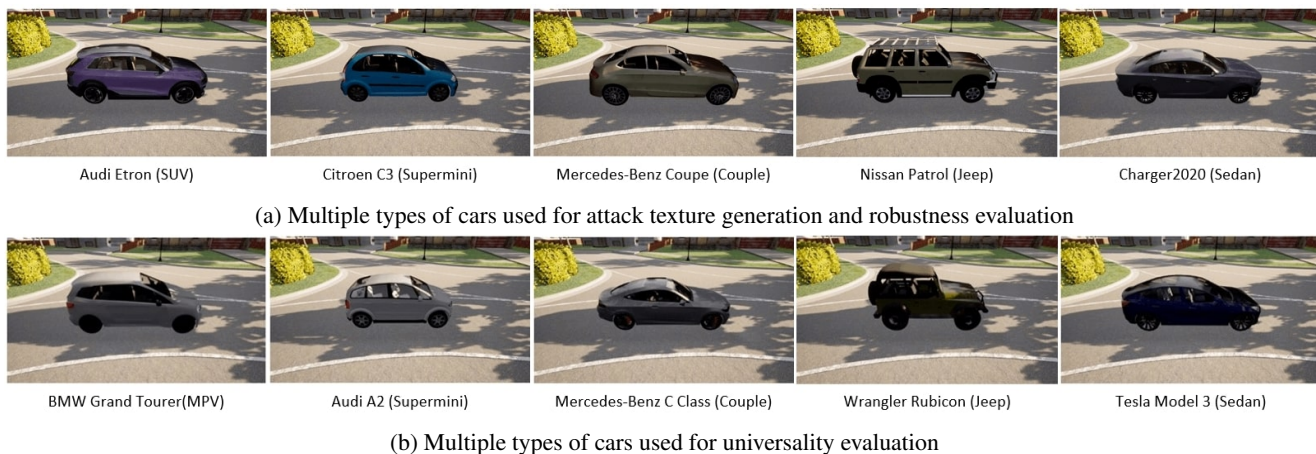 Audi Etron (SUV) Citroen C3 (Supermini) Mercedes-Benz Coupe (Couple) Nissan Patrol (Jeep) Charger2020 (Sedan)
(a) Multiple types of cars used for attack texture generation and robustness evaluation
BMW Grand Tourer(MPV) Audi A2 (Supermini) Mercedes-Benz C Class (Couple) Wrangler Rubicon (Jeep) Tesla Model 3 (Sedan)
(b) Multiple types of cars used for universality evaluation